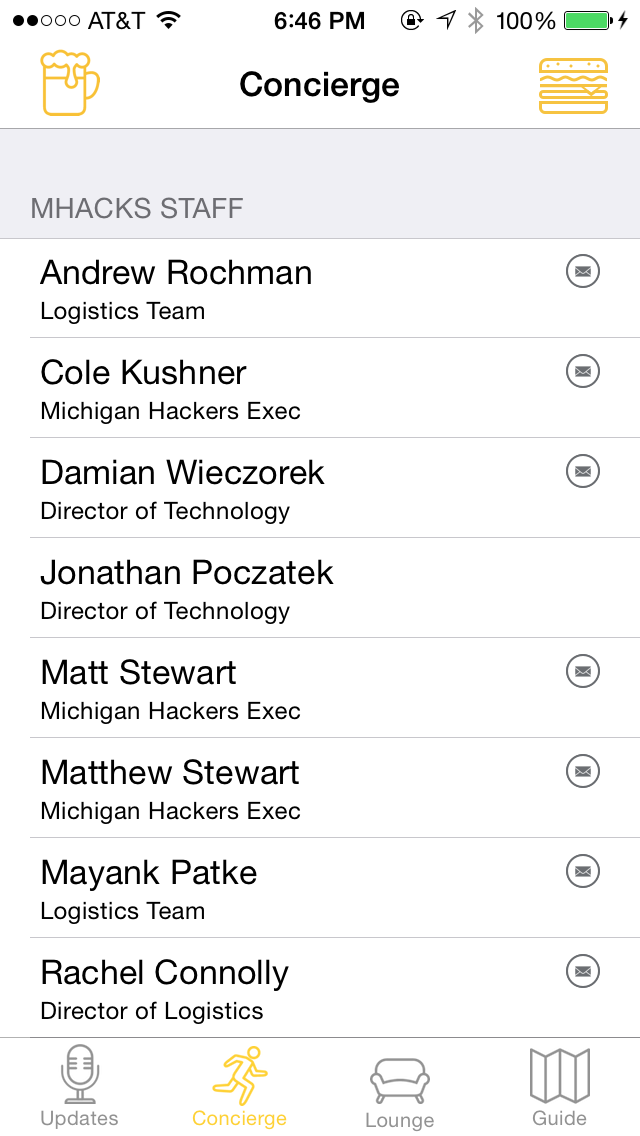 AT&T 6:46 PM 100%
Concierge
MHACKS STAFF
Andrew Rochman
Logistics Team
Cole Kushner
Michigan Hackers Exec
Damian Wieczorek
Director of Technology
Jonathan Poczatek
Director of Technology
Matt Stewart
Michigan Hackers Exec
Matthew Stewart
Michigan Hackers Exec
Mayank Patke
Logistics Team
Rachel Connolly
Director of Logistics
Updates Concierge Lounge Guide